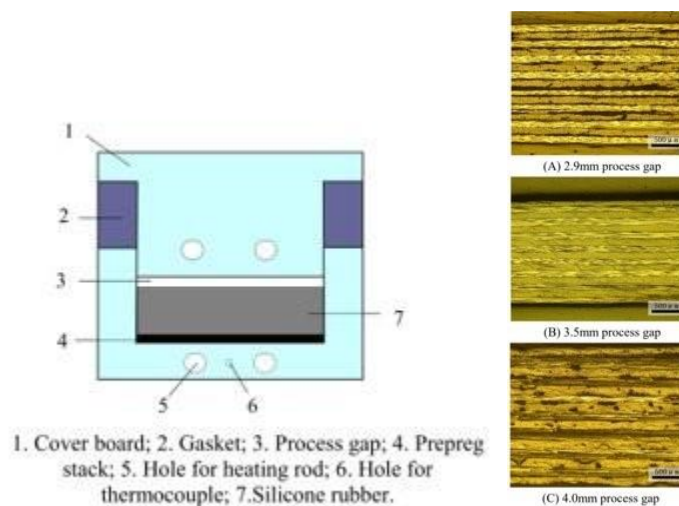 1
2
3
4
5
6
7
1. Cover board; 2. Gasket; 3. Process gap; 4. Prepreg
stack; 5. Hole for heating rod; 6. Hole for
thermocouple; 7.Silicone rubber.
(A) 2.9mm process gap
(B) 3.5mm process gap
(C) 4.0mm process gap